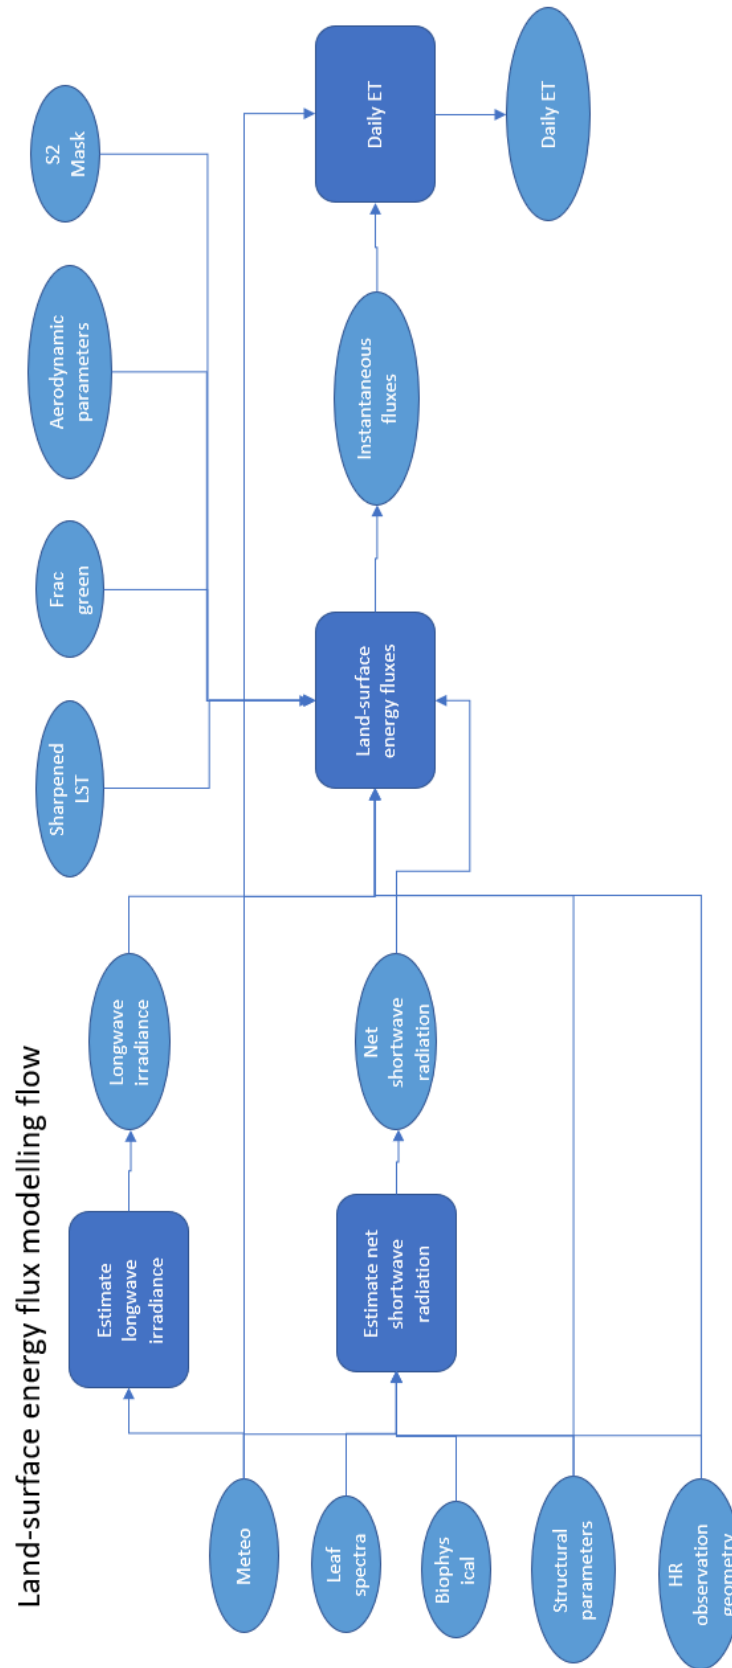 Land-surface energy flux modelling flow
Meteo
Leaf
spectra
Biophys
ical
Structural
parameters
HR
observation
geometry
Estimate
longwave
irradiance
Estimate net
shortwave
radiation
Longwave
irradiance
Net
shortwave
radiation
Sharpened
LST
Frac
green
Aerodynamic
parameters
S2
Mask
Land-surface
energy fluxes
Instantaneous
fluxes
Daily ET
Daily ET